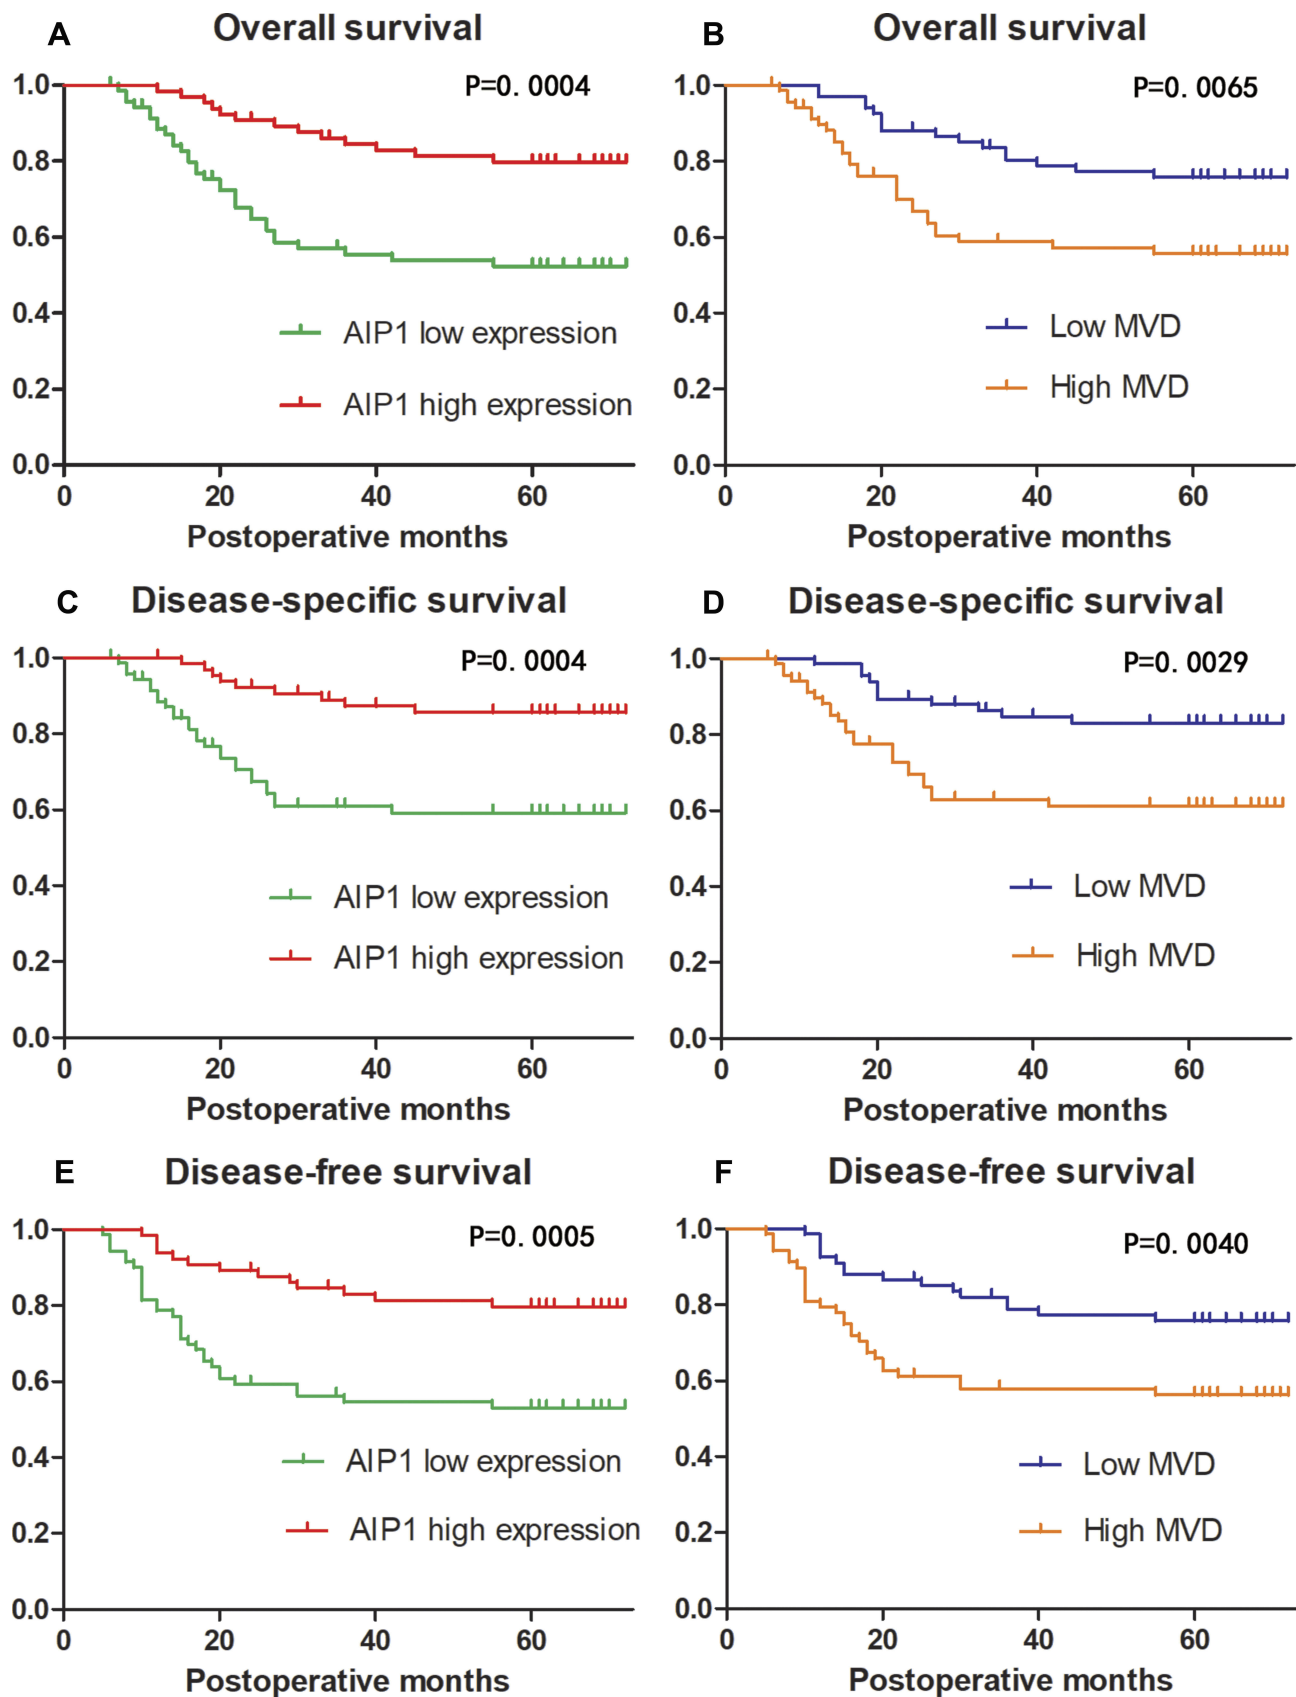 A
Overall survival
P=0.0004
1.0
0.8
0.6
0.4
0.2
0.0
AIP1 low expression
AIP1 high expression
0 20 40 60
Postoperative months
B
Overall survival
P=0.0065
1.0
0.8
0.6
0.4
0.2
0.0
Low MVD
High MVD
0 20 40 60
Postoperative months
C
Disease-specific survival
P=0.0004
1.0
0.8
0.6
0.4
0.2
0.0
AIP1 low expression
AIP1 high expression
0 20 40 60
Postoperative months
D
Disease-specific survival
P=0.0029
1.0
0.8
0.6
0.4
0.2
0.0
Low MVD
High MVD
0 20 40 60
Postoperative months
E
Disease-free survival
P=0.0005
1.0
0.8
0.6
0.4
0.2
0.0
AIP1 low expression
AIP1 high expression
0 20 40 60
Postoperative months
F
Disease-free survival
P=0.0040
1.0
0.8
0.6
0.4
0.2
0.0
Low MVD
High MVD
0 20 40 60
Postoperative months